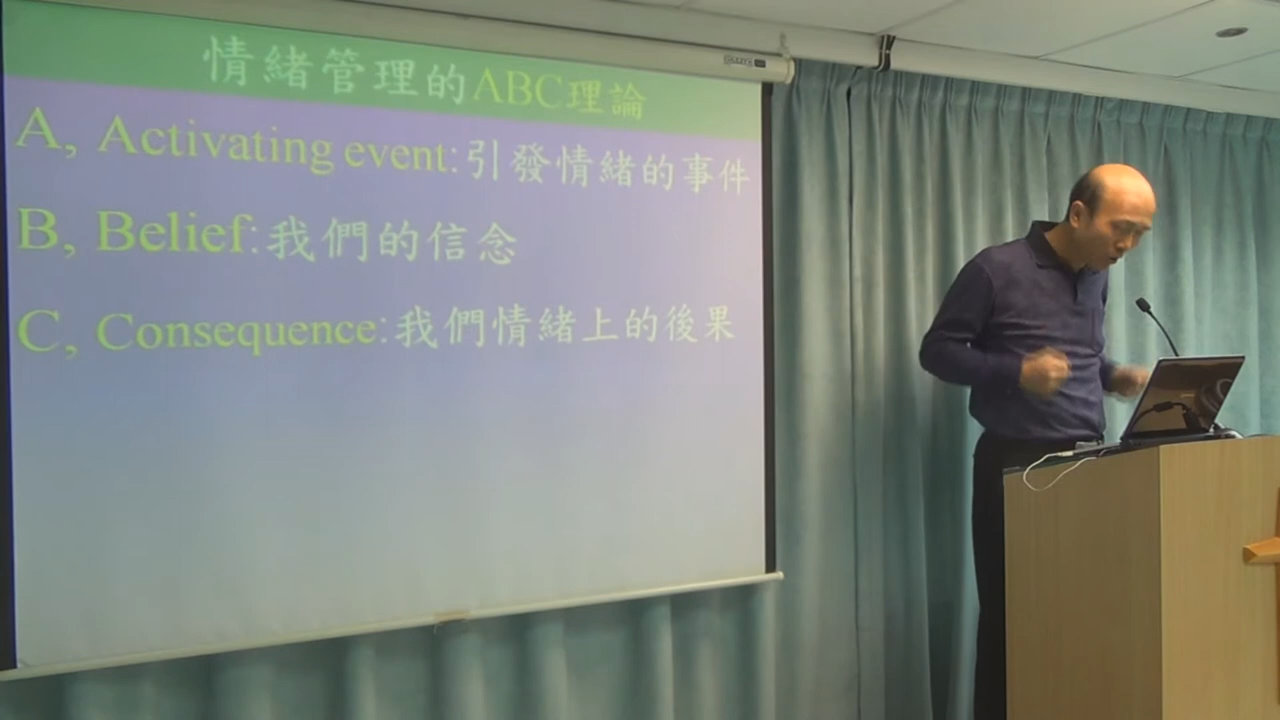 情緒管理的ABC理論
A, Activating event:引發情緒的事件
B, Belief:我們的信念
C, Consequence:我們情緒上的後果